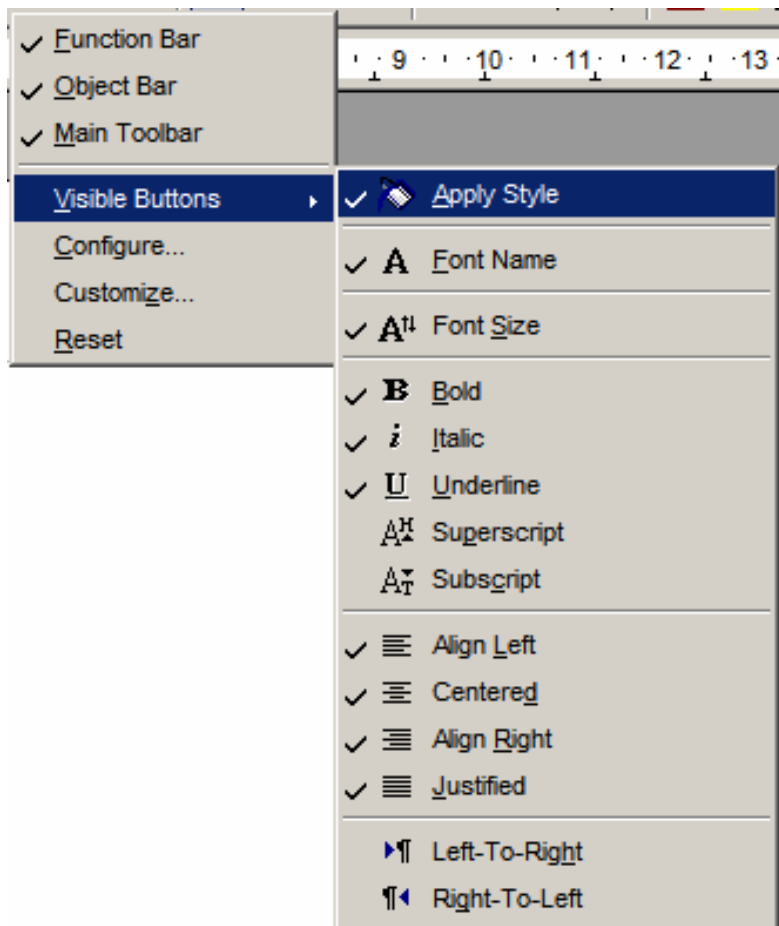 Function Bar
Object Bar
Main Toolbar
Visible Buttons
Configure...
Customize...
Reset
9 10 11 12 13
Apply Style
Font Name
Font Size
Bold
Italic
Underline
Superscript
Subscript
Align Left
Centered
Align Right
Justified
Left-To-Right
Right-To-Left